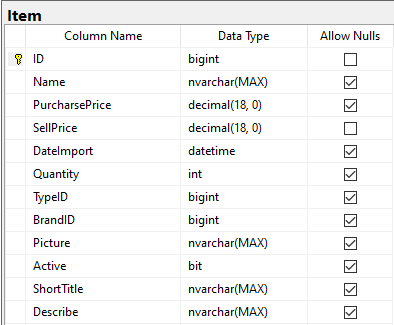 Item
Column Name Data Type Allow Nulls
ID bigint
Name nvarchar(MAX)
PurcharsePrice decimal(18, 0)
SellPrice decimal(18, 0)
DateImport datetime
Quantity int
TypeID bigint
BrandID bigint
Picture nvarchar(MAX)
Active bit
ShortTitle nvarchar(MAX)
Describe nvarchar(MAX)